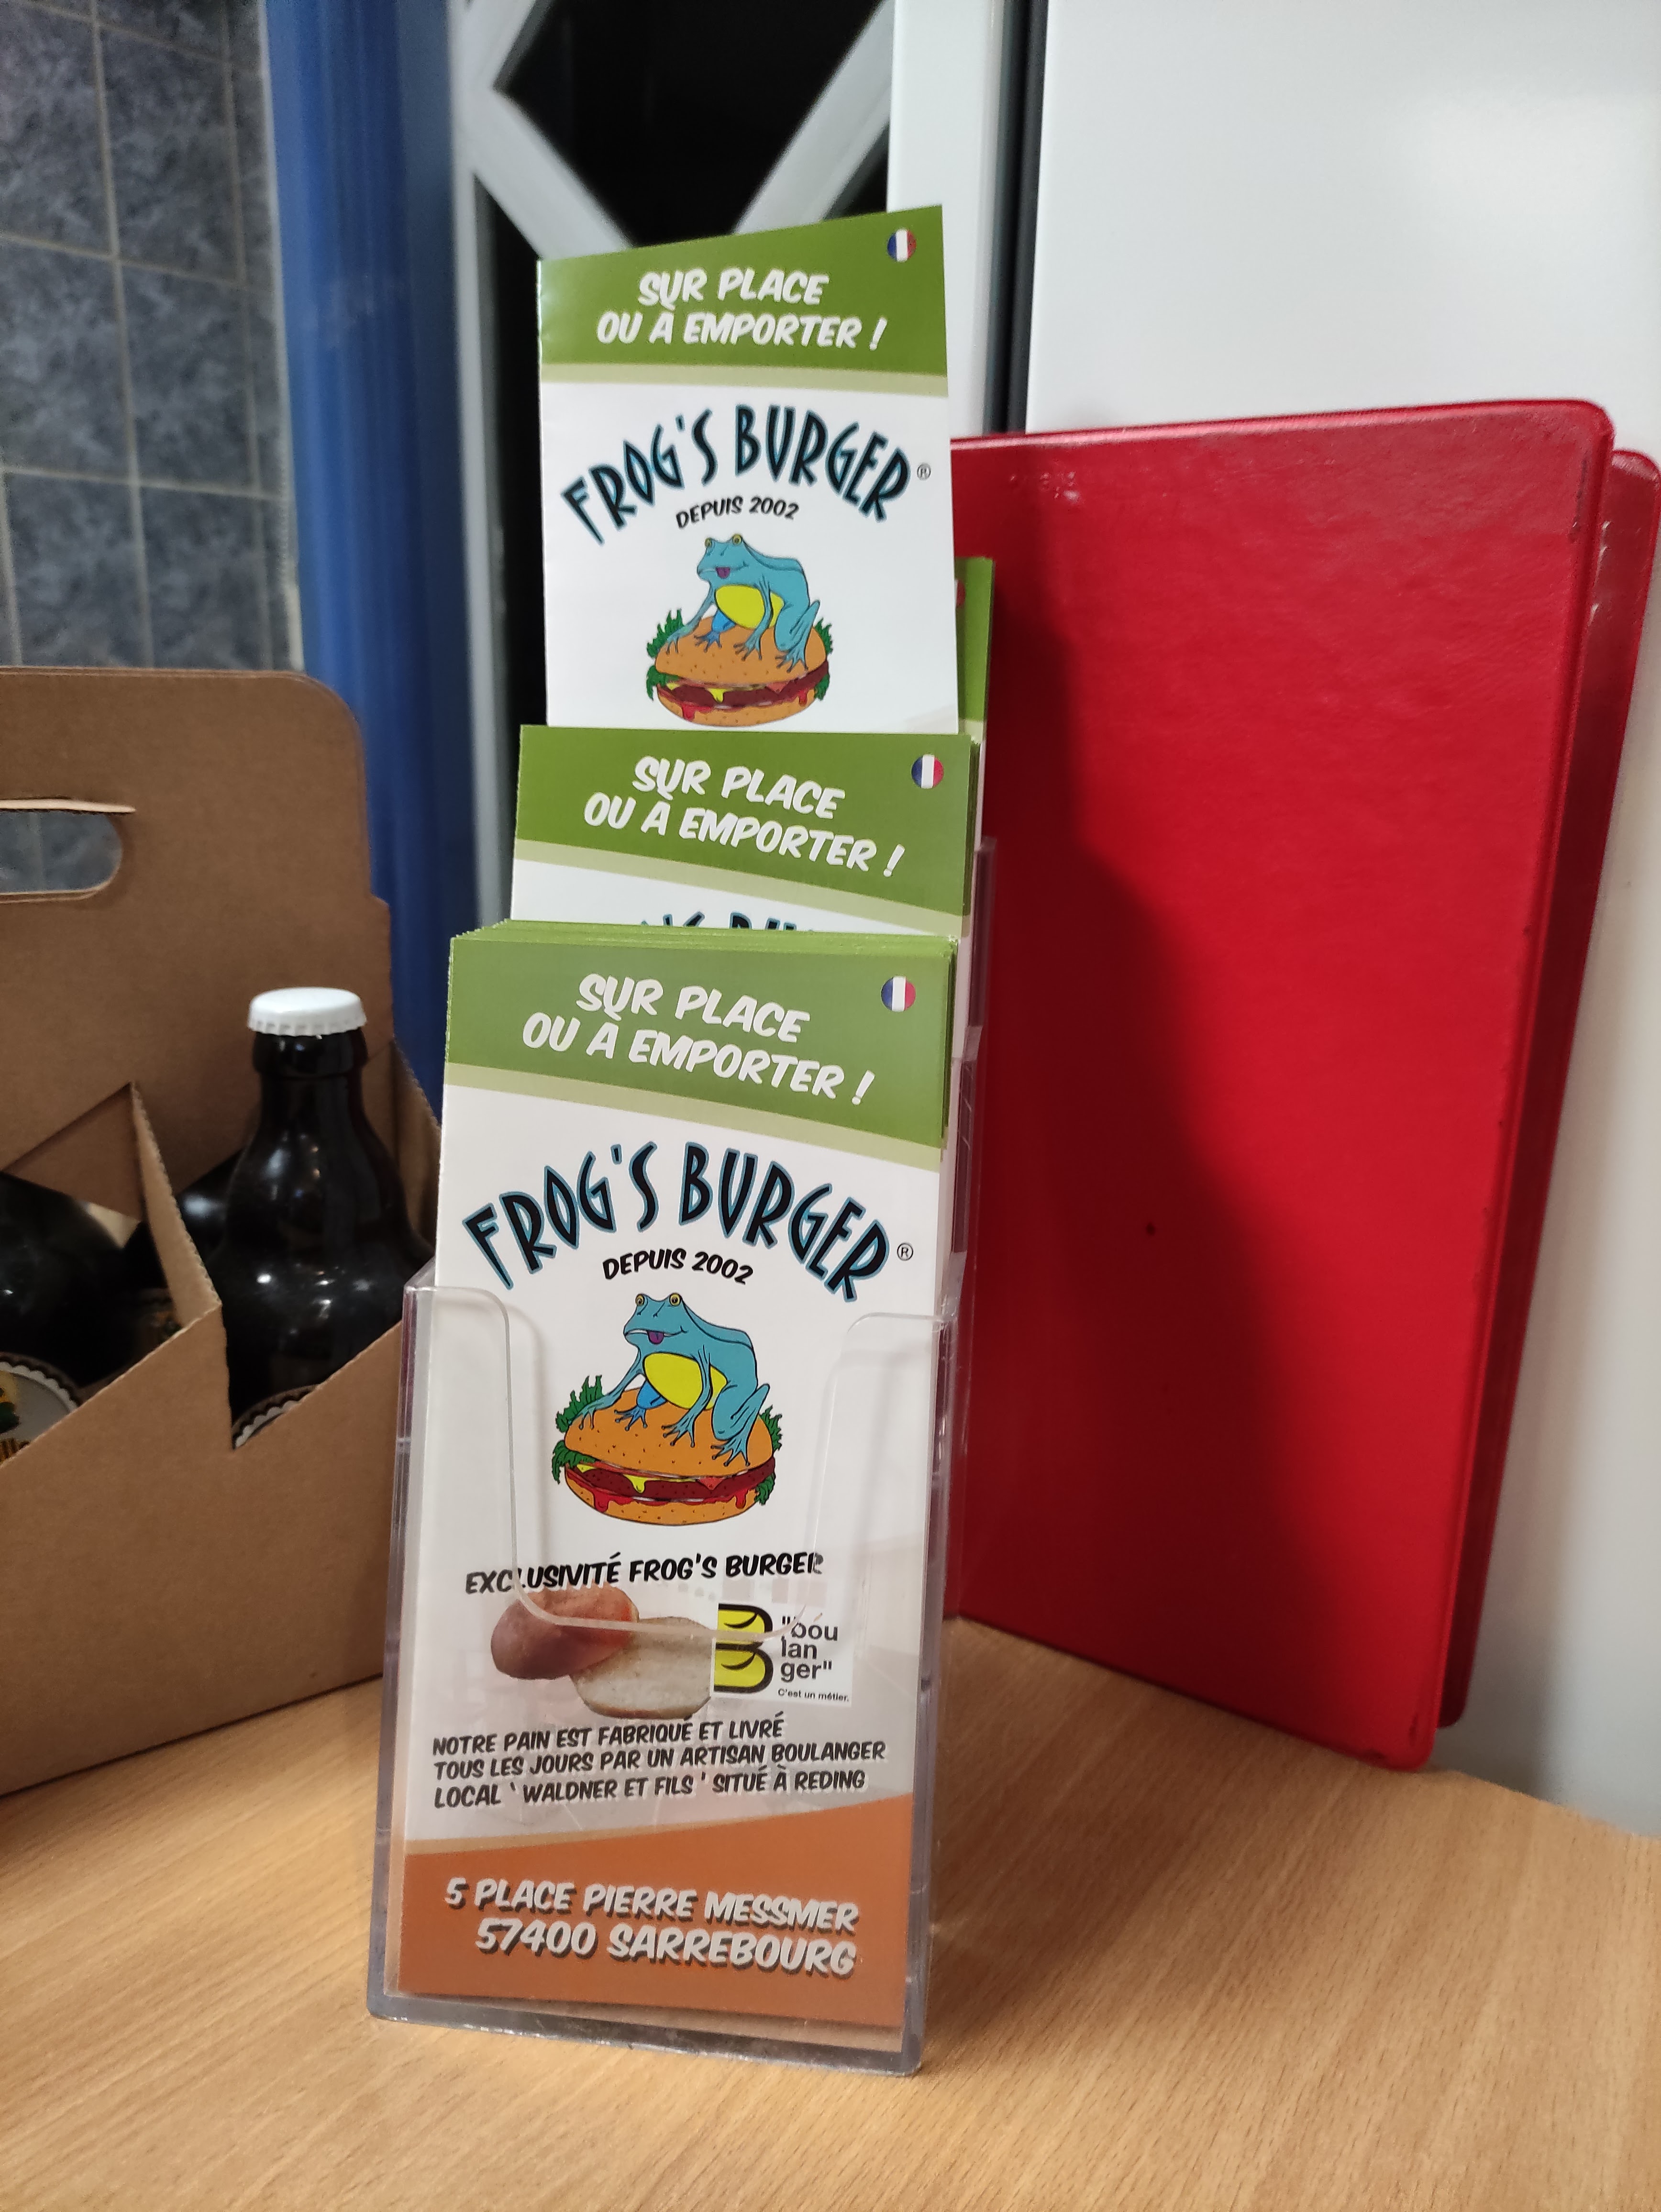 SUR PLACE
OU À EMPORTER !
FROG'S BURGER®
DEPUIS 2002
SUR PLACE
OU À EMPORTER !
SUR PLACE
OU À EMPORTER !
FROG'S BURGER®
DEPUIS 2002
EXCLUSIVITÉ FROG'S BURGER
"bou
lan
ger"
C'est un métier.
NOTRE PAIN EST FABRIQUÉ ET LIVRÉ
TOUS LES JOURS PAR UN ARTISAN BOULANGER
LOCAL ' WALDNER ET FILS ' SITUÉ À REDING
5 PLACE PIERRE MESSMER
57400 SARREBOURG